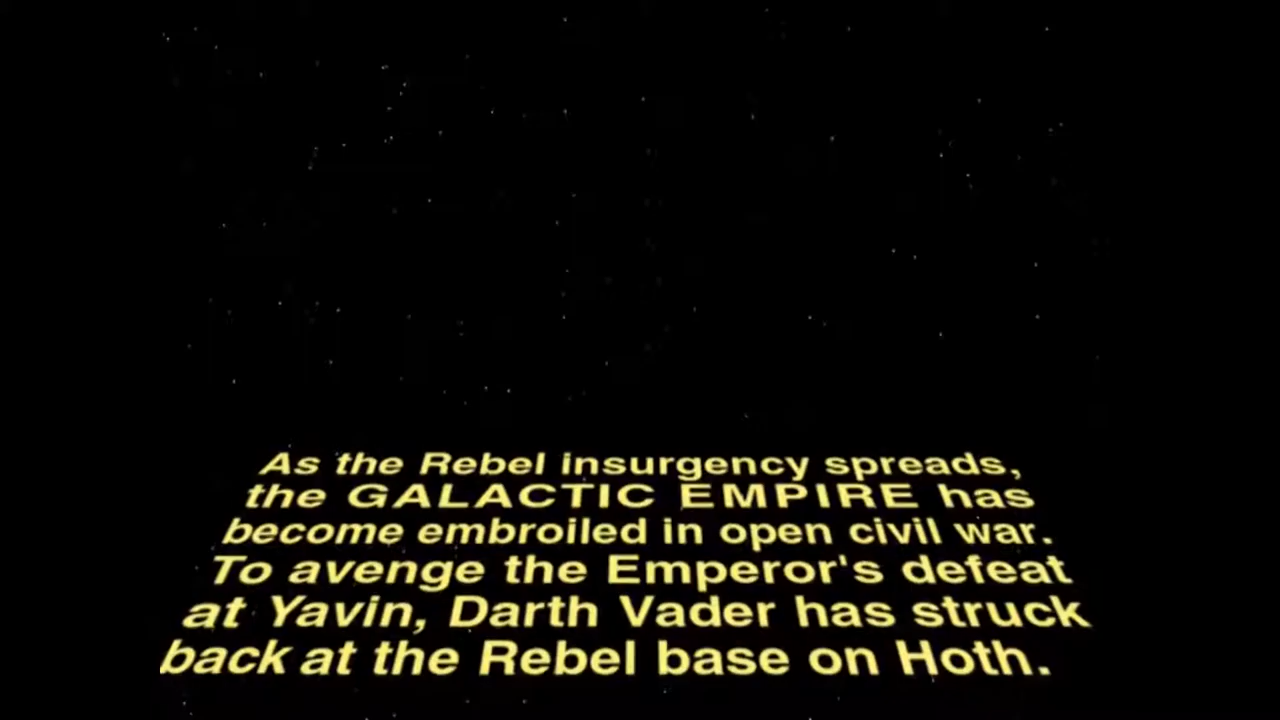 As the Rebel insurgency spreads,
the GALACTIC EMPIRE has
become embroiled in open civil war.
To avenge the Emperor's defeat
at Yavin, Darth Vader has struck
back at the Rebel base on Hoth.